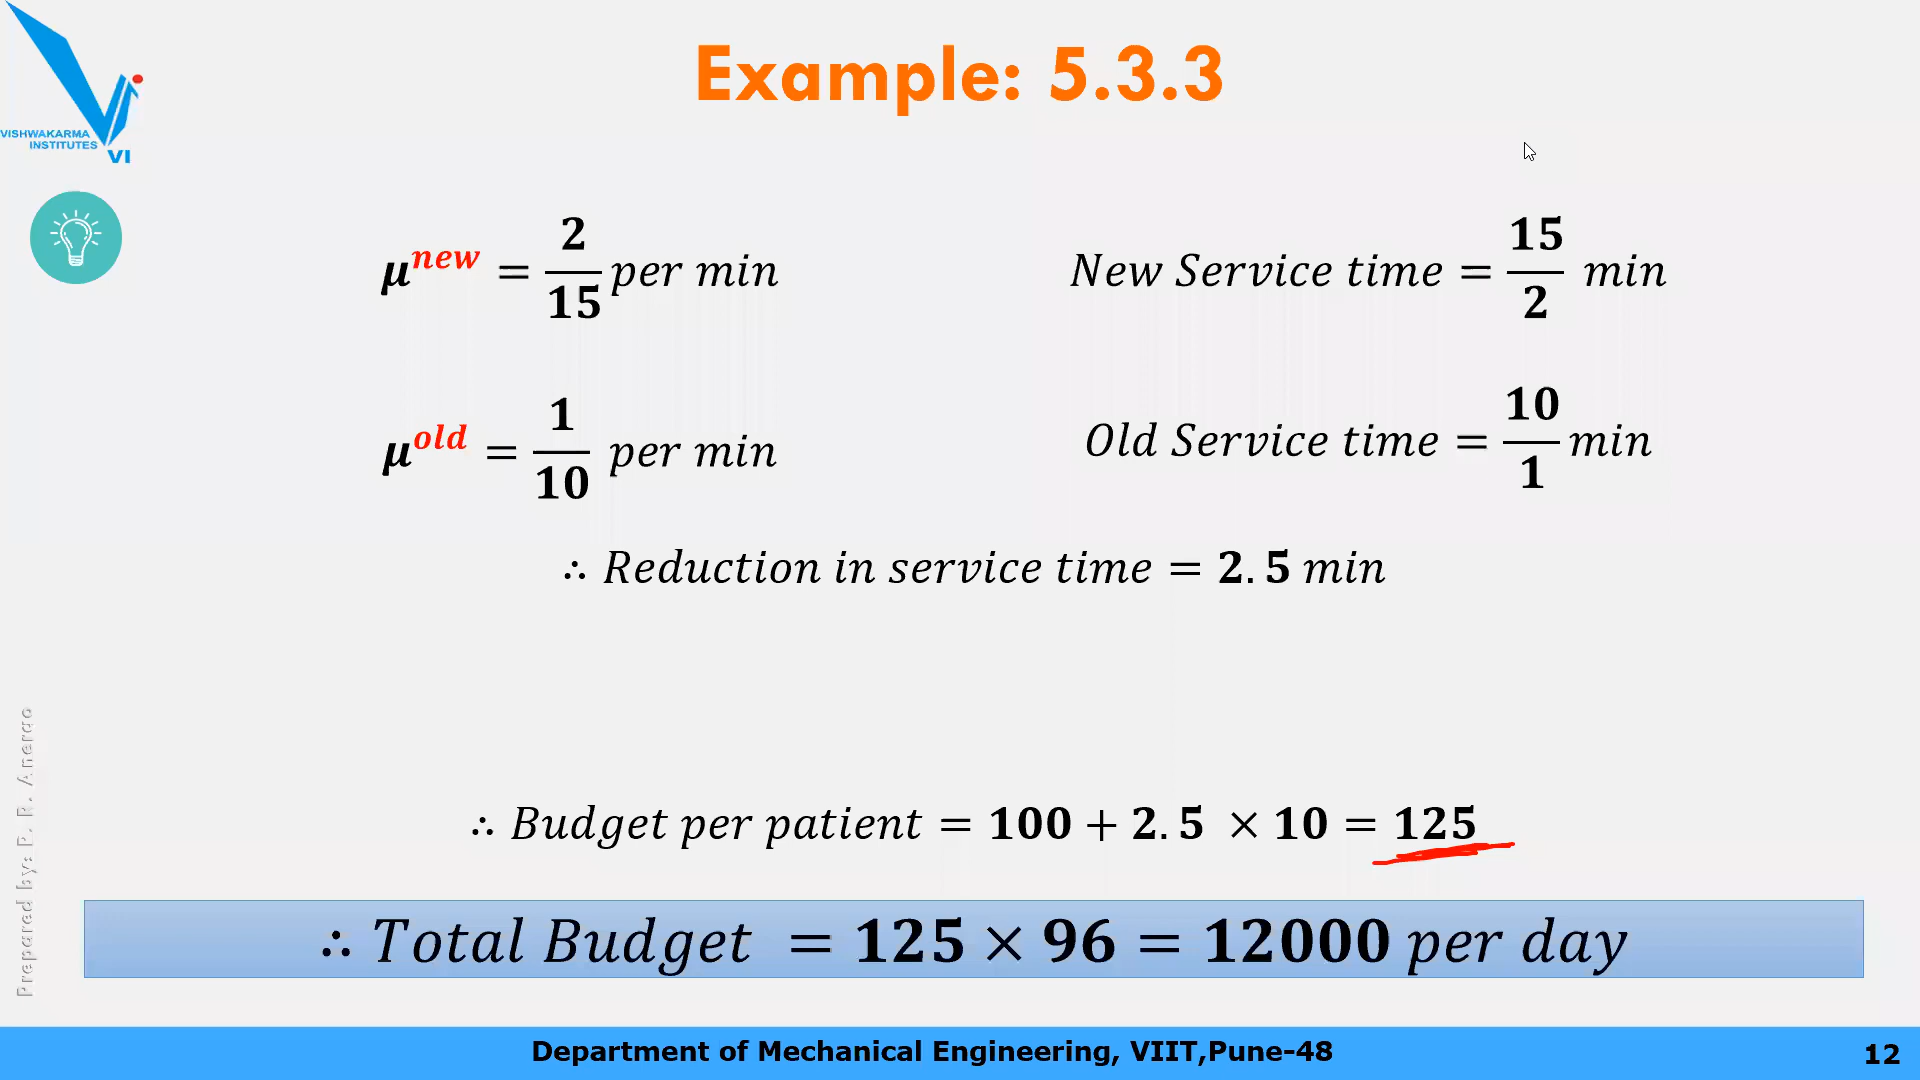 Example: 5.3.3
VISHWAKARMA
INSTITUTES
VI
μ^new = 2/15 per min
New Service time = 15/2 min
μ^old = 1/10 per min
Old Service time = 10/1 min
∴ Reduction in service time = 2.5 min
∴ Budget per patient = 100 + 2.5 × 10 = 125
∴ Total Budget = 125 × 96 = 12000 per day
Prepared by: P. R. Anerao
Department of Mechanical Engineering, VIIT,Pune-48
12